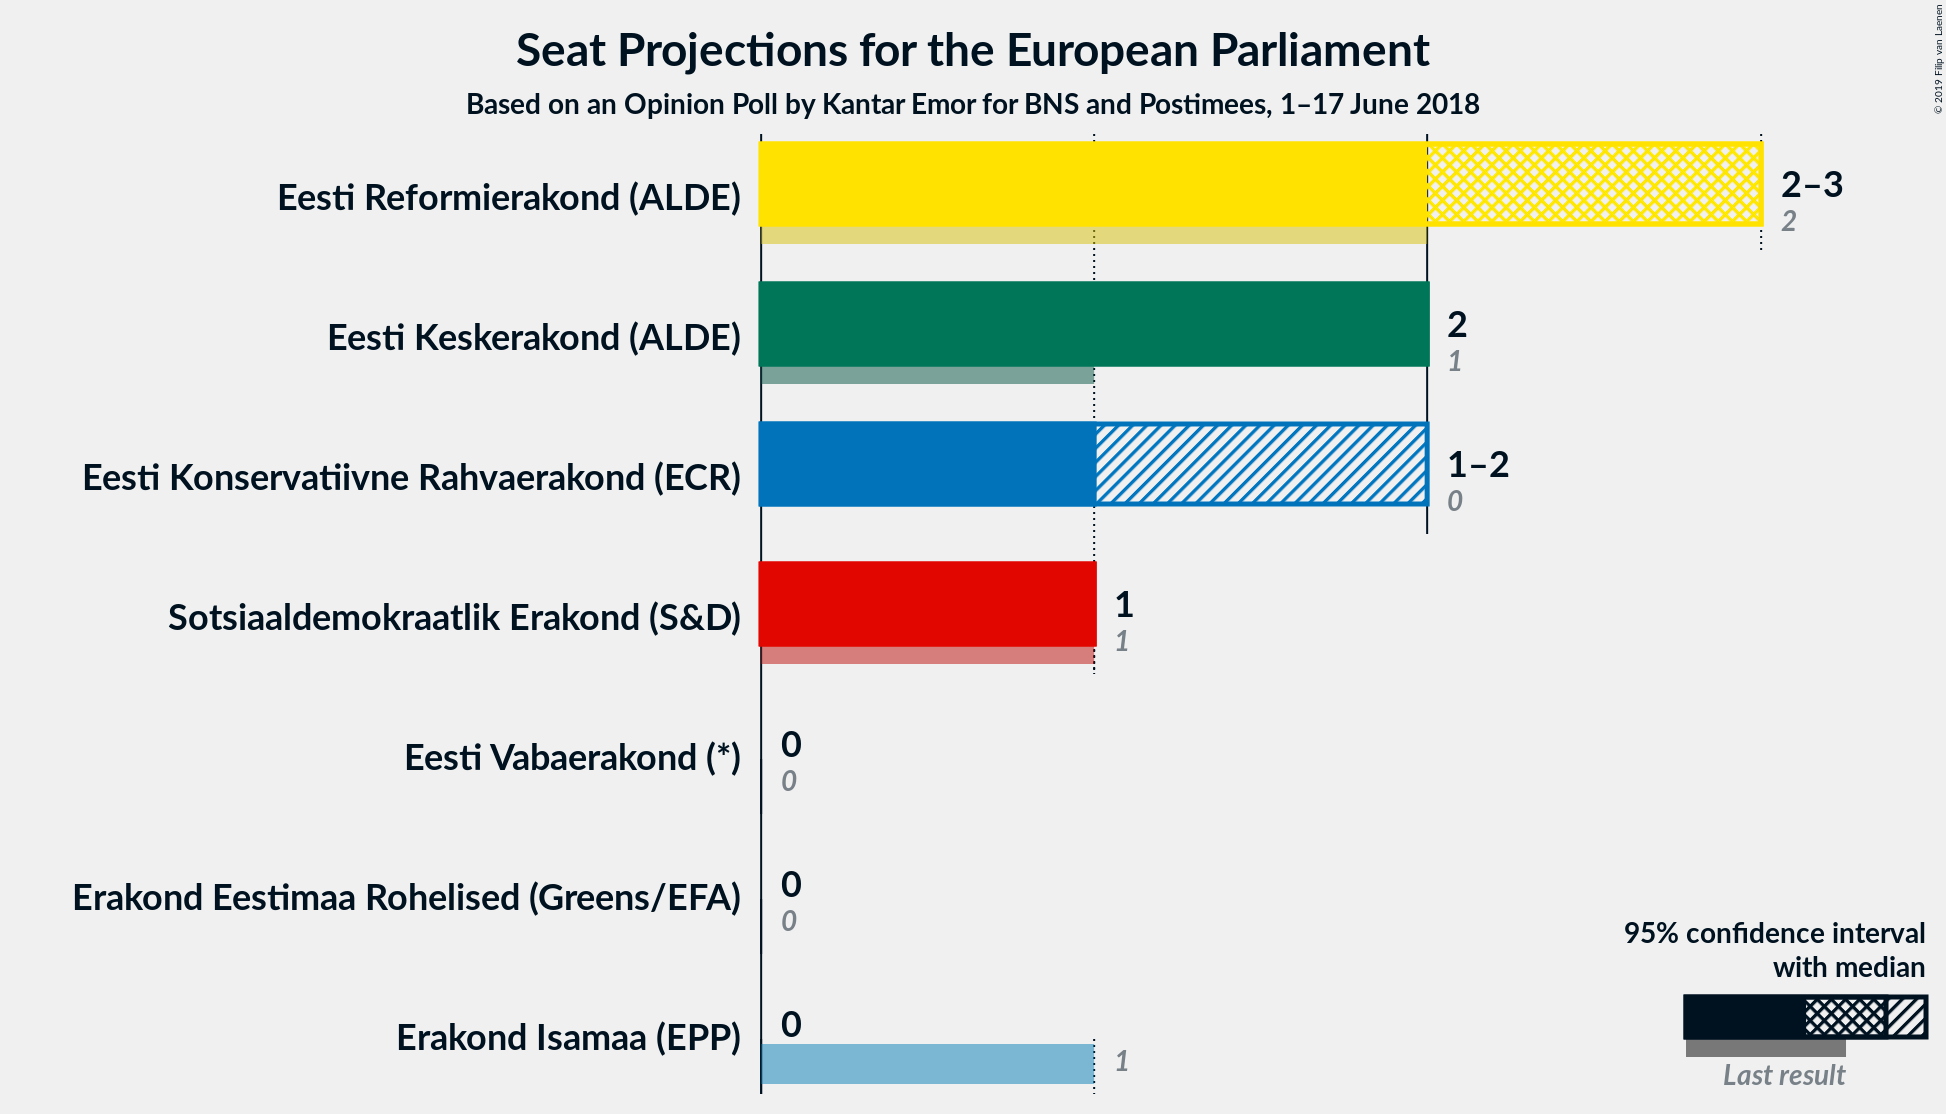 Seat Projections for the European Parliament
Based on an Opinion Poll by Kantar Emor for BNS and Postimees, 1–17 June 2018
© 2019 Filip van Laenen
Eesti Reformierakond (ALDE)
2–3
2
Eesti Keskerakond (ALDE)
2
1
Eesti Konservatiivne Rahvaerakond (ECR)
1–2
0
Sotsiaaldemokraatlik Erakond (S&D)
1
1
Eesti Vabaerakond (*)
0
0
Erakond Eestimaa Rohelised (Greens/EFA)
0
0
Erakond Isamaa (EPP)
0
1
95% confidence interval
with median
Last result